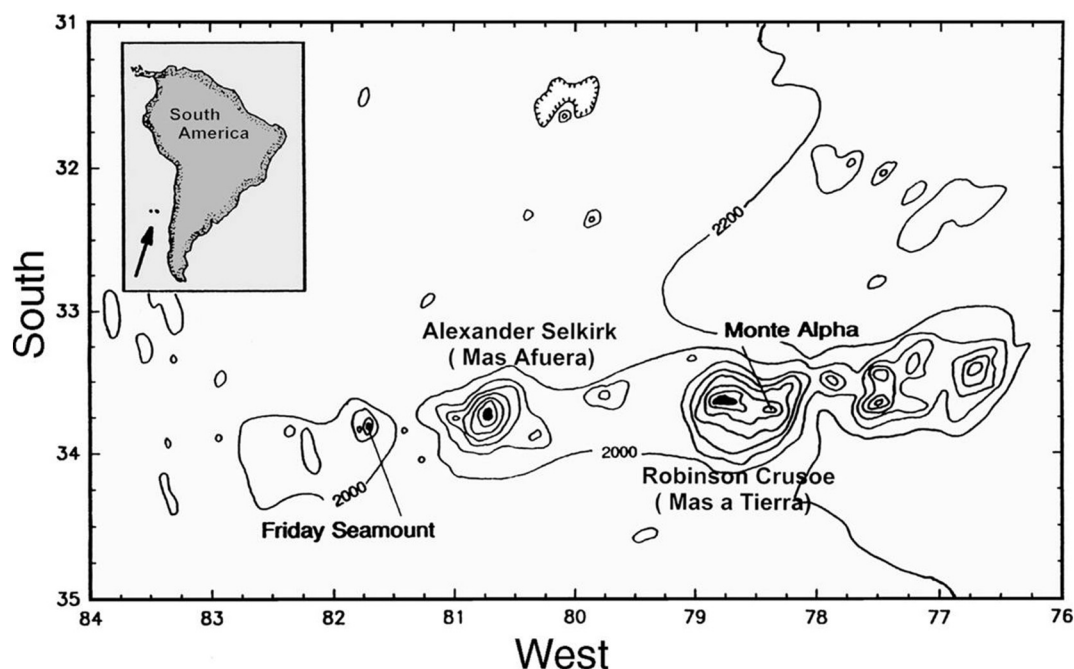 31
32
33
34
35
South
South
America
2200
Alexander Selkirk
( Mas Afuera)
Monte Alpha
2000
2000
Robinson Crusoe
( Mas a Tierra)
Friday Seamount
84
83
82
81
80
79
78
77
76
West